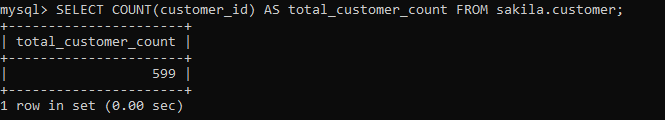 mysql> SELECT COUNT(customer_id) AS total_customer_count FROM sakila.customer;
+----------------------+
| total_customer_count |
+----------------------+
|                  599 |
+----------------------+
1 row in set (0.00 sec)